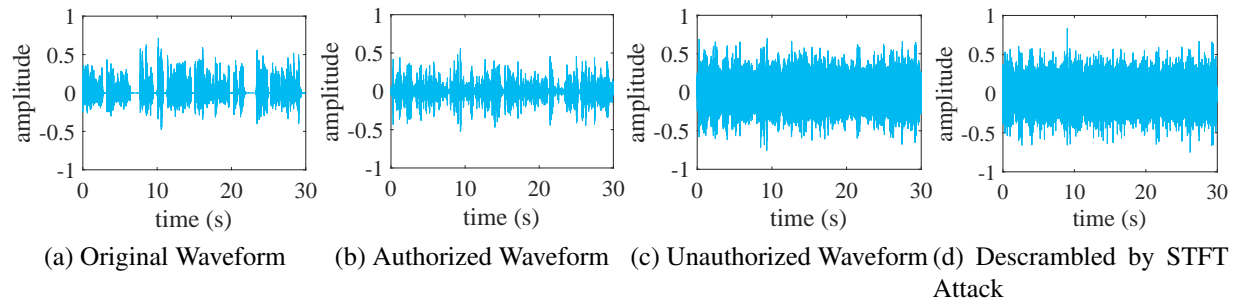 1
0.5
0
-0.5
-1
amplitude
0 10 20 30
time (s)
(a) Original Waveform
1
0.5
0
-0.5
-1
amplitude
0 10 20 30
time (s)
(b) Authorized Waveform
1
0.5
0
-0.5
-1
amplitude
0 10 20 30
time (s)
(c) Unauthorized Waveform
1
0.5
0
-0.5
-1
amplitude
0 10 20 30
time (s)
(d) Descrambled by STFT
Attack